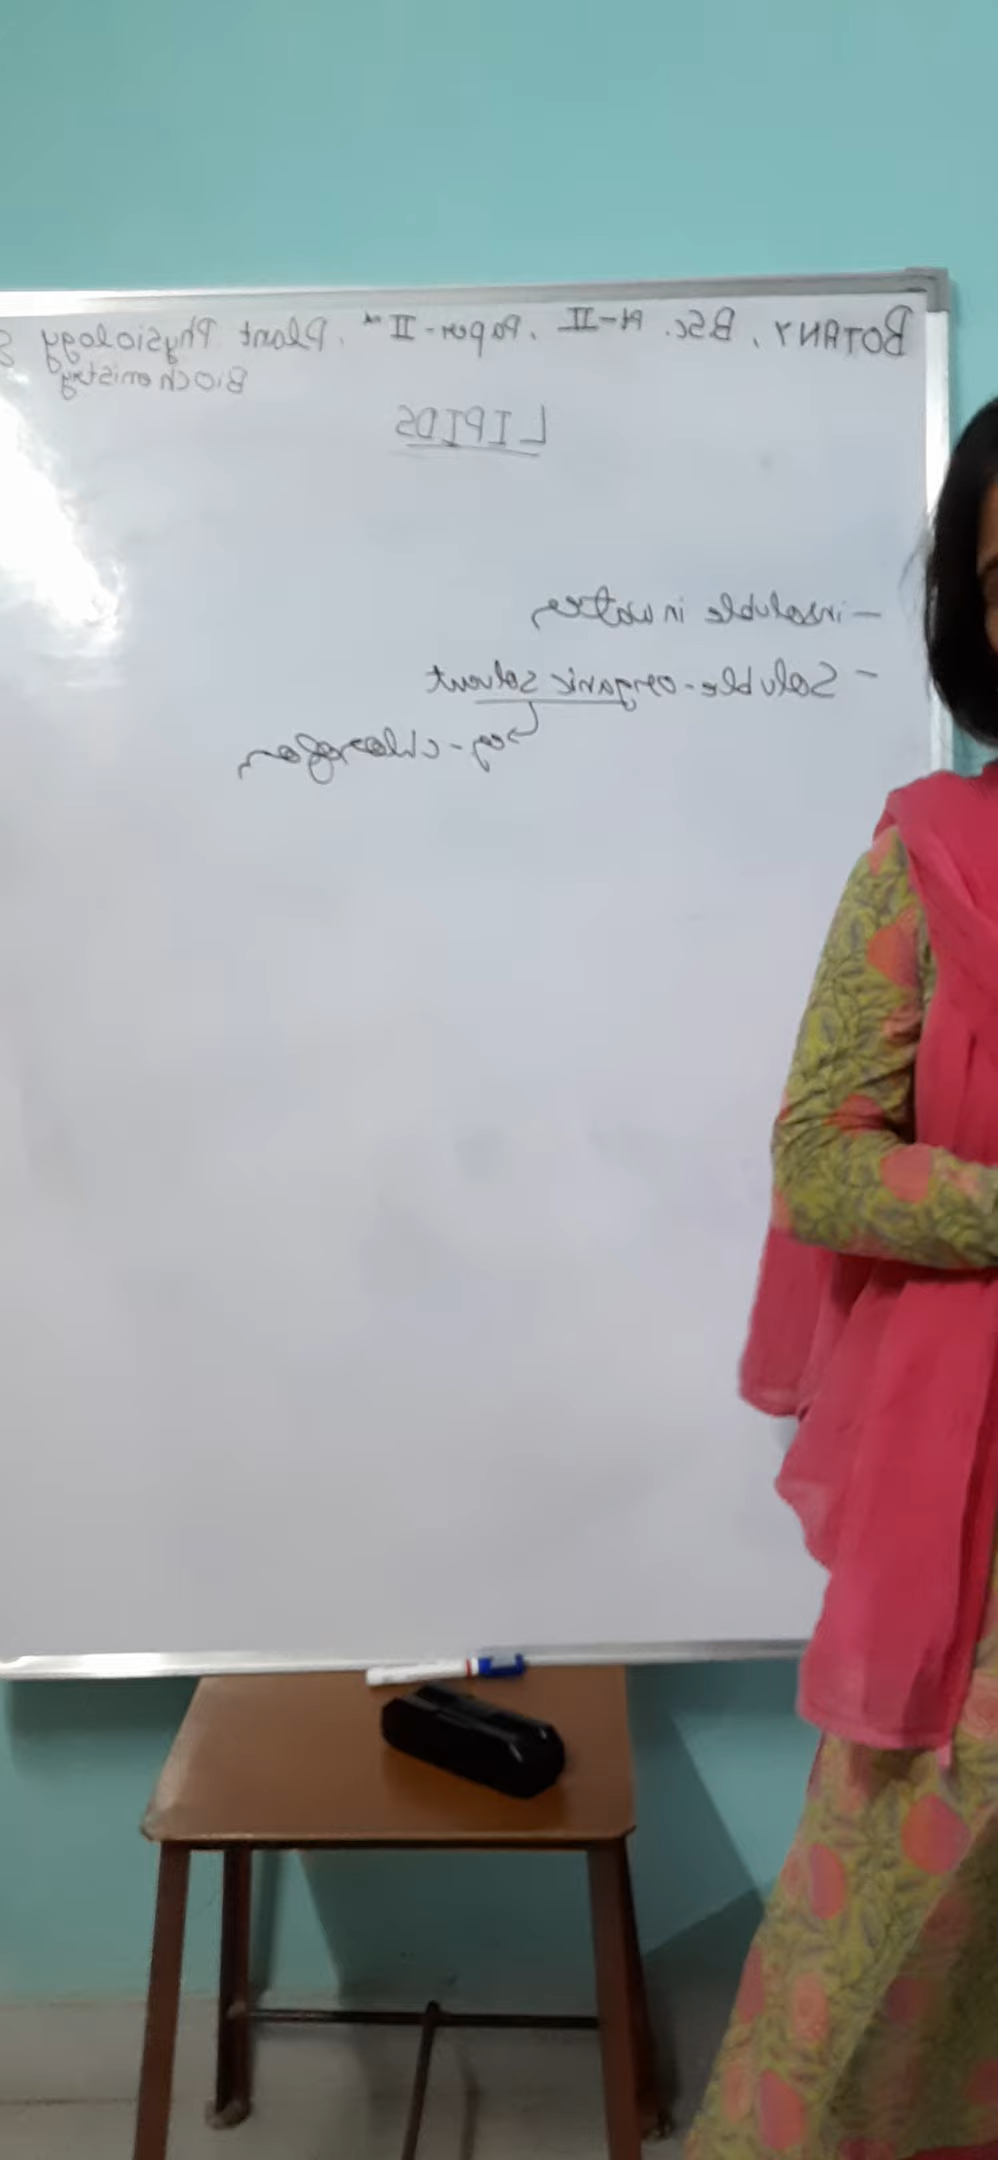 BOTANY, BSc. Pt-II, Paper-II. Plant Physiology &
Biochemistry
LIPIDS
- insoluble in water
- Soluble-organic solvent
eg-chloroform